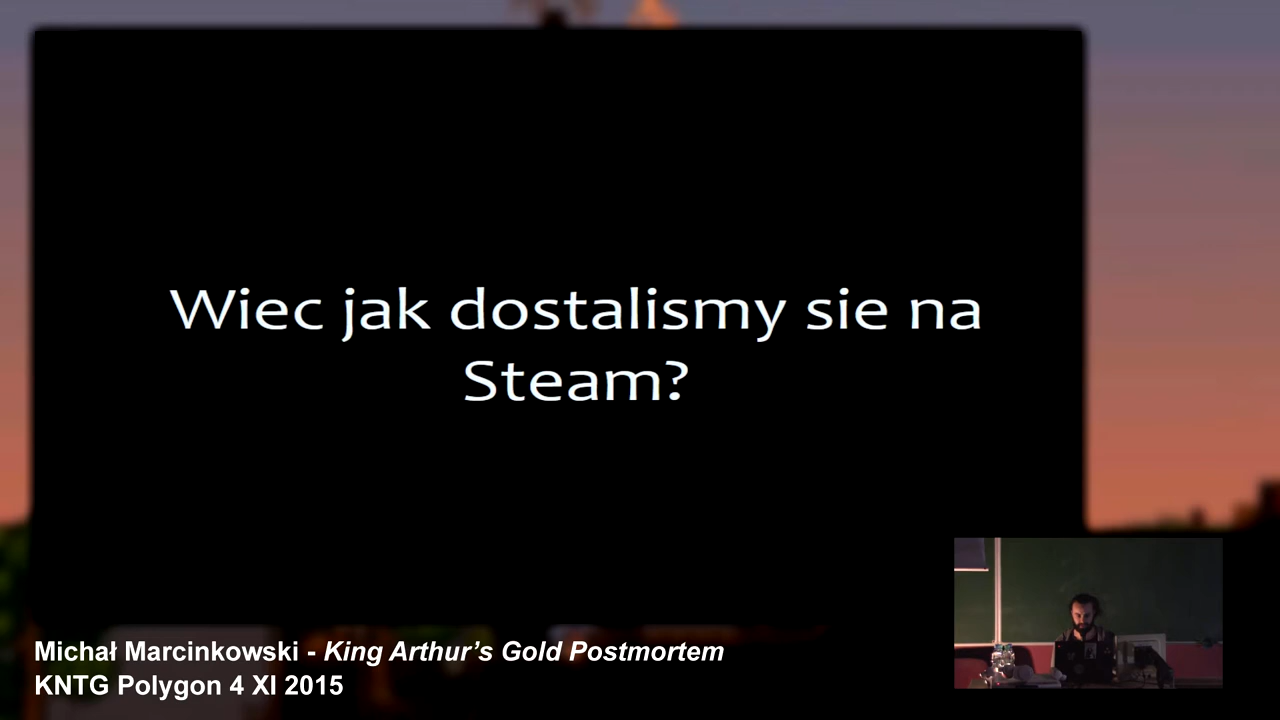 Wiec jak dostalismy sie na
Steam?
Michał Marcinkowski - King Arthur's Gold Postmortem
KNTG Polygon 4 XI 2015